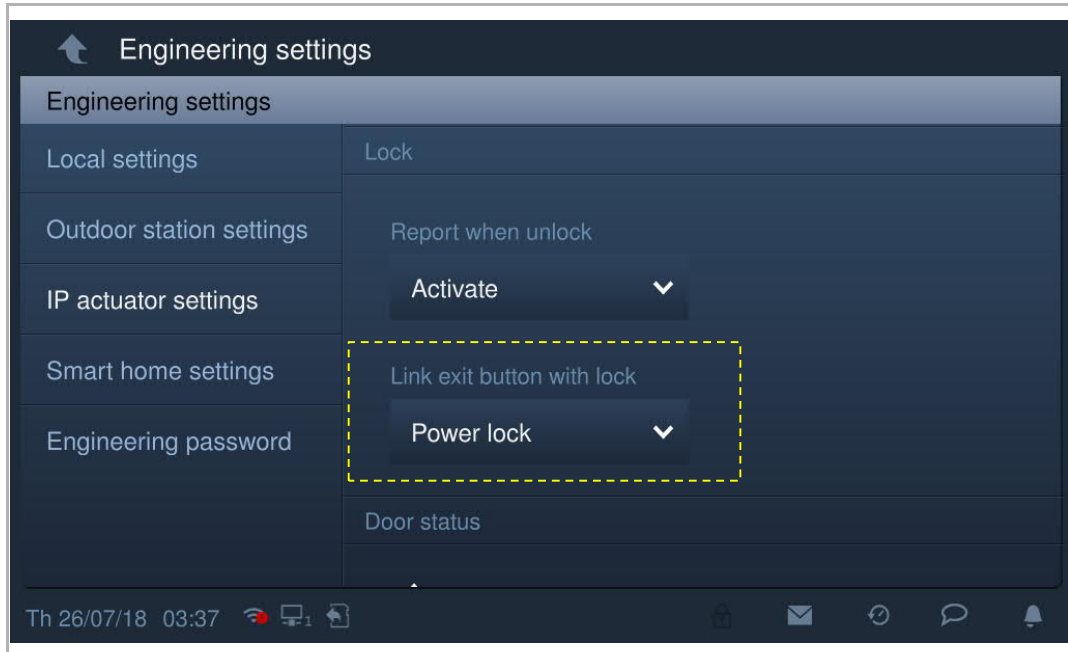 Engineering settings
Engineering settings
Local settings
Outdoor station settings
IP actuator settings
Smart home settings
Engineering password
Lock
Report when unlock
Activate
Link exit button with lock
Power lock
Door status
Th 26/07/18 03:37 1